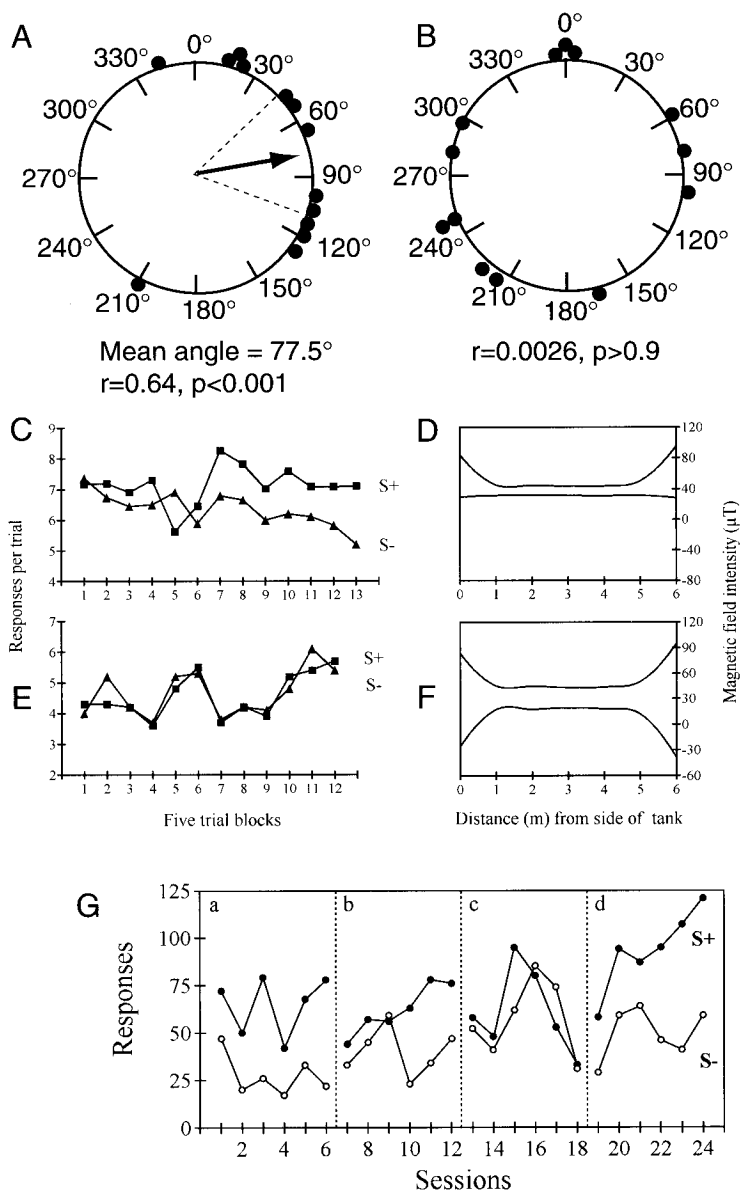 A
0°
30°
60°
90°
120°
150°
180°
210°
240°
270°
300°
330°
Mean angle = 77.5°
r=0.64, p<0.001
B
0°
30°
60°
90°
120°
150°
180°
210°
240°
270°
300°
330°
r=0.0026, p>0.9
C
9
8
7
6
5
4
1 2 3 4 5 6 7 8 9 10 11 12 13
S+
S-
Responses per trial
D
120
80
40
0
-40
-80
0 1 2 3 4 5 6
Magnetic field intensity (µT)
E
7
6
5
4
3
2
1 2 3 4 5 6 7 8 9 10 11 12
S+
S-
Five trial blocks
F
120
90
60
30
0
-30
-60
0 1 2 3 4 5 6
Distance (m) from side of tank
G
a b c d
125
100
75
50
25
0
S+
S-
Responses
2 4 6 8 10 12 14 16 18 20 22 24
Sessions